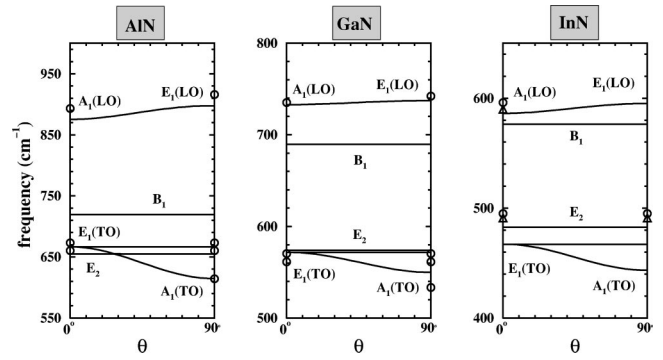 AlN
GaN
InN
frequency (cm⁻¹)
950
850
750
650
550
A₁(LO)
E₁(LO)
B₁
E₁(TO)
E₂
A₁(TO)
0°
90°
θ
800
700
600
500
A₁(LO)
E₁(LO)
B₁
E₂
E₁(TO)
A₁(TO)
0°
90°
θ
600
500
400
A₁(LO)
E₁(LO)
B₁
E₂
E₁(TO)
A₁(TO)
0°
90°
θ